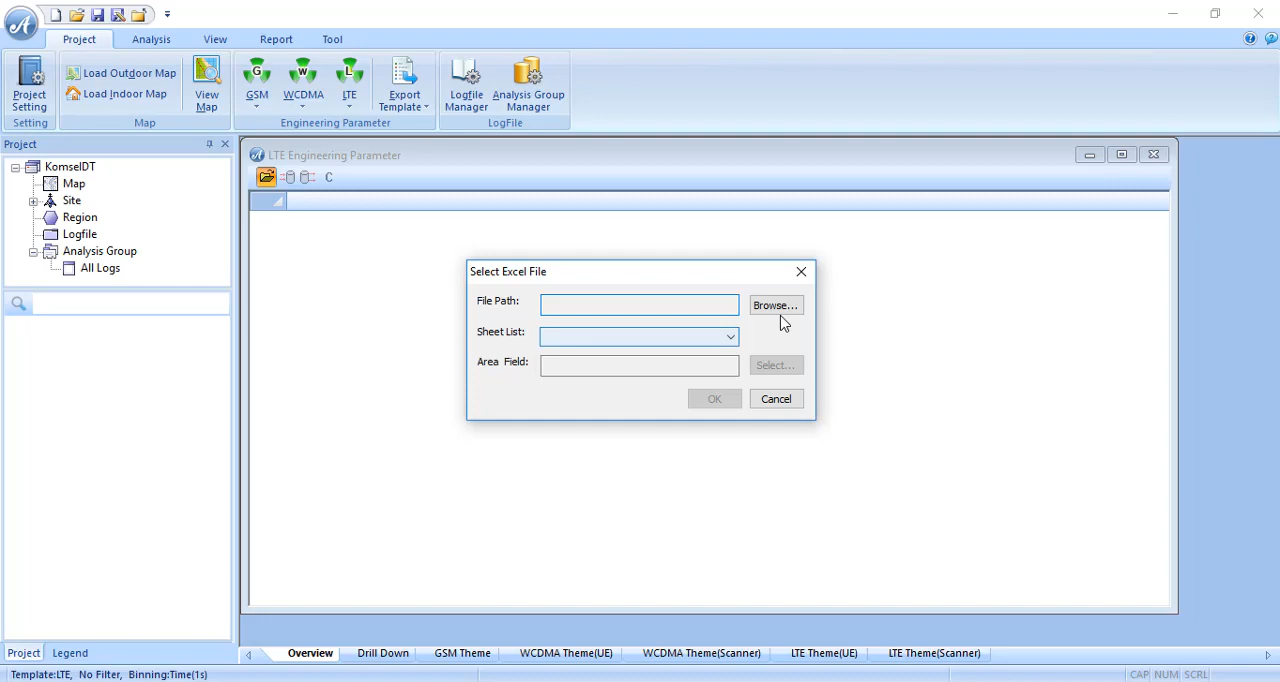 Project
Analysis
View
Report
Tool
Project
Setting
Setting
Load Outdoor Map
Load Indoor Map
View
Map
Map
G
GSM
W
WCDMA
L
LTE
Export
Template
Engineering Parameter
Logfile
Manager
Analysis Group
Manager
LogFile
Project
KomselDT
Map
Site
Region
Logfile
Analysis Group
All Logs
LTE Engineering Parameter
C
Select Excel File
File Path:
Browse...
Sheet List:
Area Field:
Select...
OK
Cancel
Project
Legend
Overview
Drill Down
GSM Theme
WCDMA Theme(UE)
WCDMA Theme(Scanner)
LTE Theme(UE)
LTE Theme(Scanner)
Template:LTE, No Filter, Binning:Time(1s)
CAP NUM SCRL